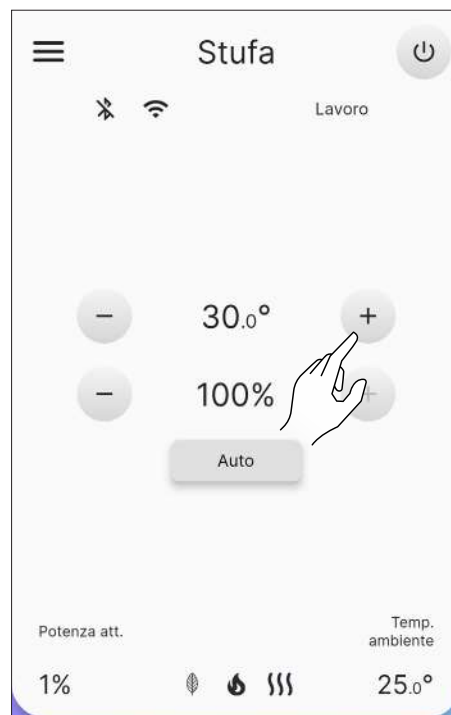 Stufa
Lavoro
− 30.0° +
− 100% +
Auto
Potenza att.
Temp.
ambiente
1%
25.0°